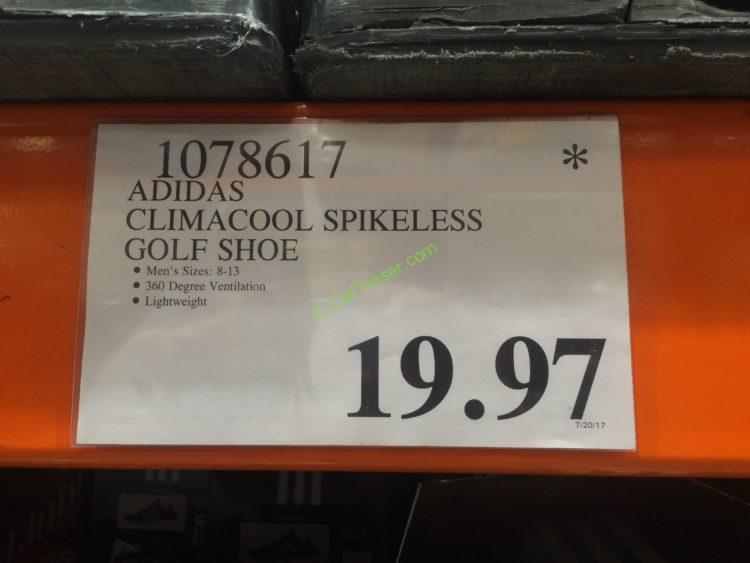 1078617 *
ADIDAS
CLIMACOOL SPIKELESS
GOLF SHOE
• Men's Sizes: 8-13
• 360 Degree Ventilation
• Lightweight
© CoChaser.com
19.97
7/20/17